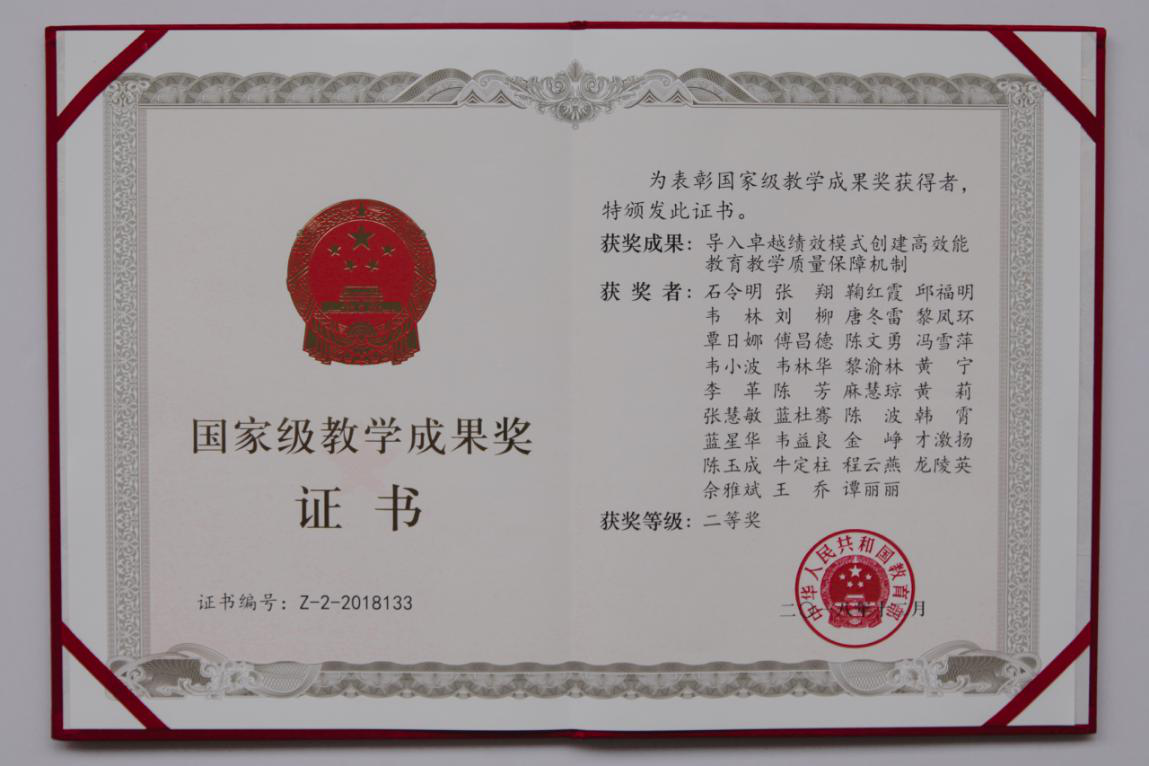 国家级教学成果奖
证书
证书编号：Z-2-2018133
为表彰国家级教学成果奖获得者，
特颁发此证书。
获奖成果：导入卓越绩效模式创建高效能
教育教学质量保障机制
获奖者：石令明 张翔 鞠红霞 邱福明
韦林 刘柳 唐冬雷 黎凤环
覃日娜 傅昌德 陈文勇 冯雪萍
韦小波 韦林华 黎渝林 黄宁
李革 陈芳 麻慧琼 黄莉
张慧敏 蓝杜骞 陈波 韩霄
蓝星华 韦益良 金峥 才激扬
陈玉成 牛定柱 程云燕 龙陵英
佘雅斌 王乔 谭丽丽
获奖等级：二等奖
中华人民共和国教育部
二〇一八年十 月